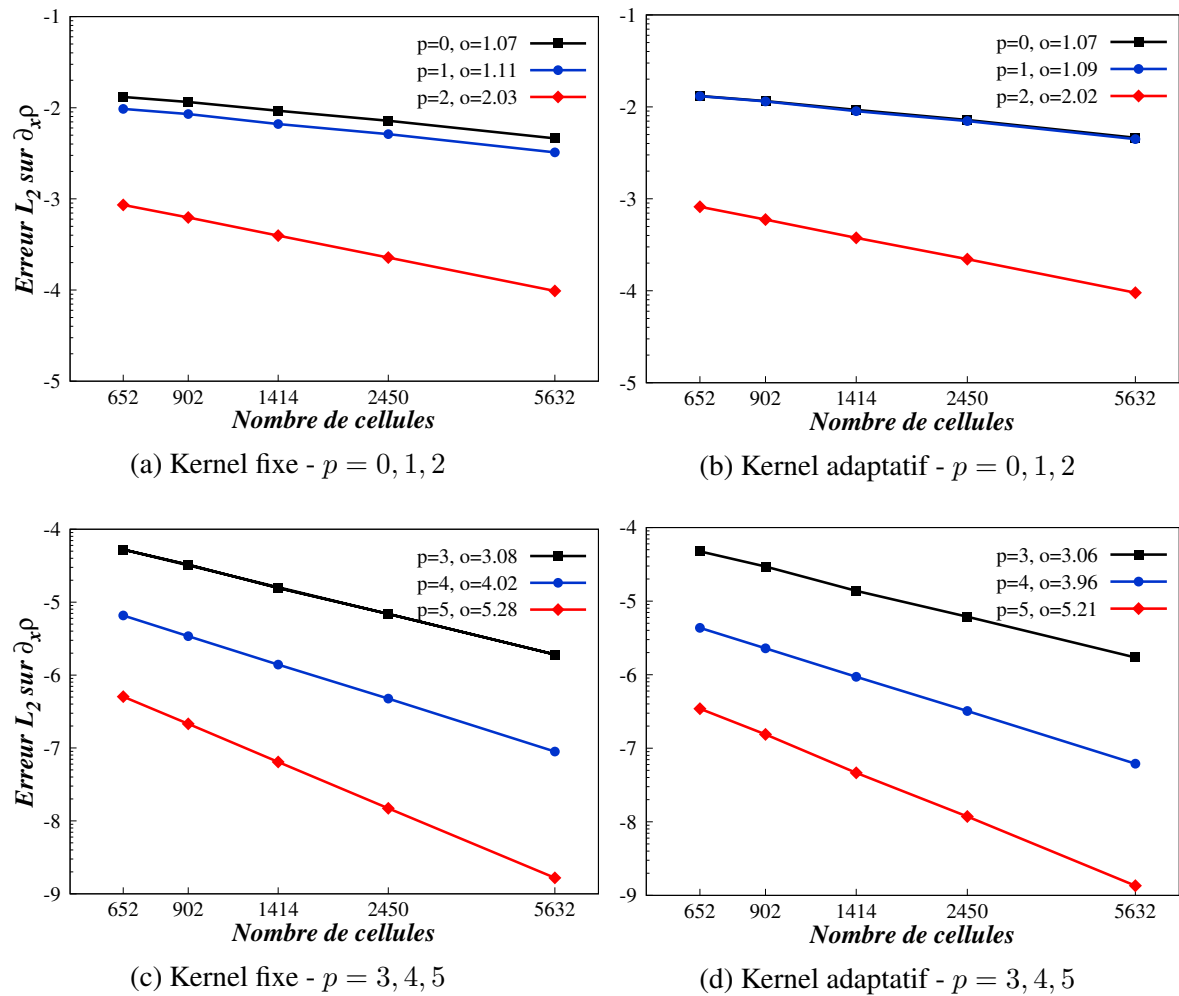 -1
-2
-3
-4
-5
Erreur L2 sur ∂xρ
p=0, o=1.07
p=1, o=1.11
p=2, o=2.03
652 902 1414 2450 5632
Nombre de cellules
(a) Kernel fixe - p = 0, 1, 2
-1
-2
-3
-4
-5
p=0, o=1.07
p=1, o=1.09
p=2, o=2.02
652 902 1414 2450 5632
Nombre de cellules
(b) Kernel adaptatif - p = 0, 1, 2
-4
-5
-6
-7
-8
-9
Erreur L2 sur ∂xρ
p=3, o=3.08
p=4, o=4.02
p=5, o=5.28
652 902 1414 2450 5632
Nombre de cellules
(c) Kernel fixe - p = 3, 4, 5
-4
-5
-6
-7
-8
-9
p=3, o=3.06
p=4, o=3.96
p=5, o=5.21
652 902 1414 2450 5632
Nombre de cellules
(d) Kernel adaptatif - p = 3, 4, 5